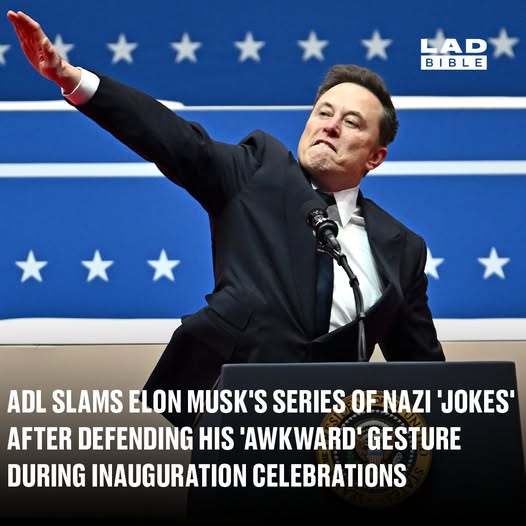 LAD
BIBLE
ADL SLAMS ELON MUSK'S SERIES OF NAZI 'JOKES'
AFTER DEFENDING HIS 'AWKWARD' GESTURE
DURING INAUGURATION CELEBRATIONS